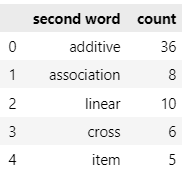 second word count
0 additive 36
1 association 8
2 linear 10
3 cross 6
4 item 5